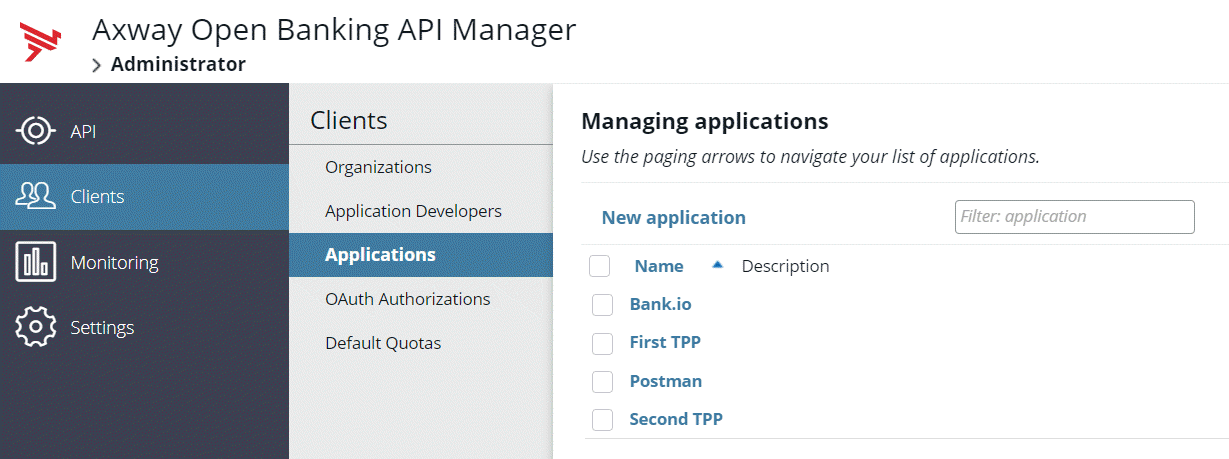 Axway Open Banking API Manager
Administrator
API
Clients
Monitoring
Settings
Clients
Organizations
Application Developers
Applications
OAuth Authorizations
Default Quotas
Managing applications
Use the paging arrows to navigate your list of applications.
New application
Filter: application
Name Description
Bank.io
First TPP
Postman
Second TPP